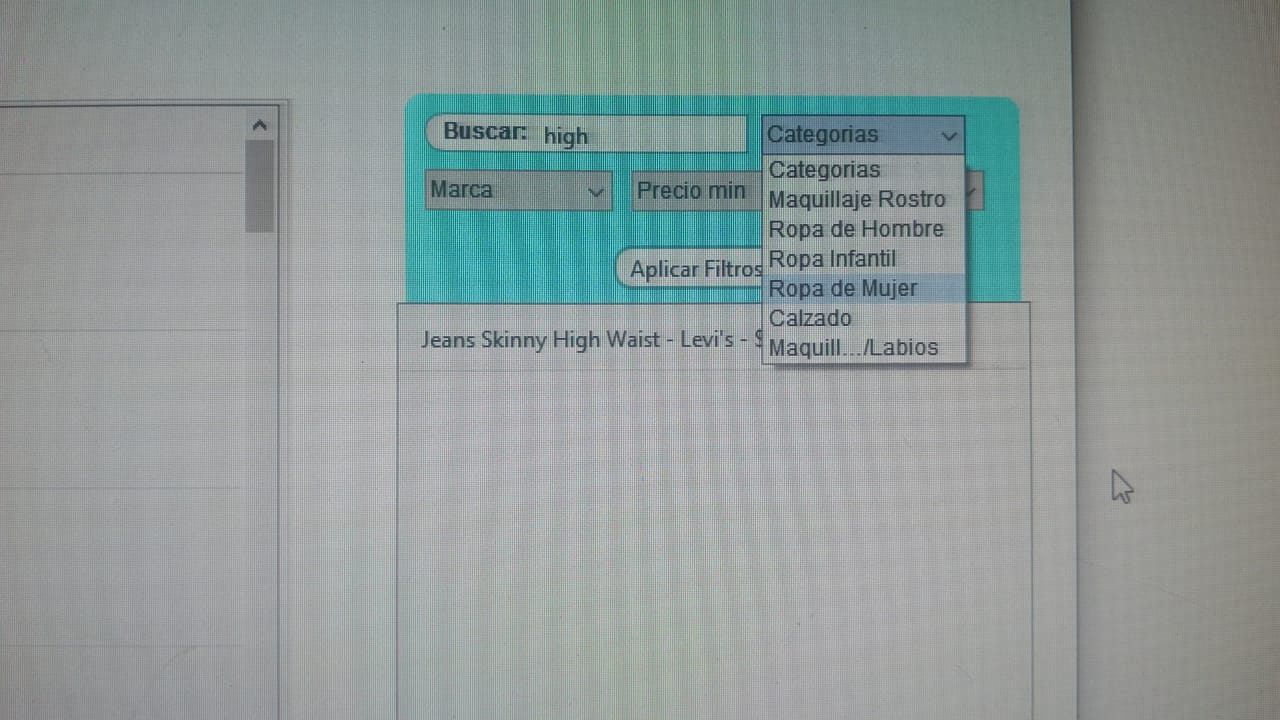 Buscar: high
Categorias
Marca
Precio min
Categorias
Maquillaje Rostro
Ropa de Hombre
Ropa Infantil
Ropa de Mujer
Calzado
Maquill.../Labios
Aplicar Filtros
Jeans Skinny High Waist - Levi's -